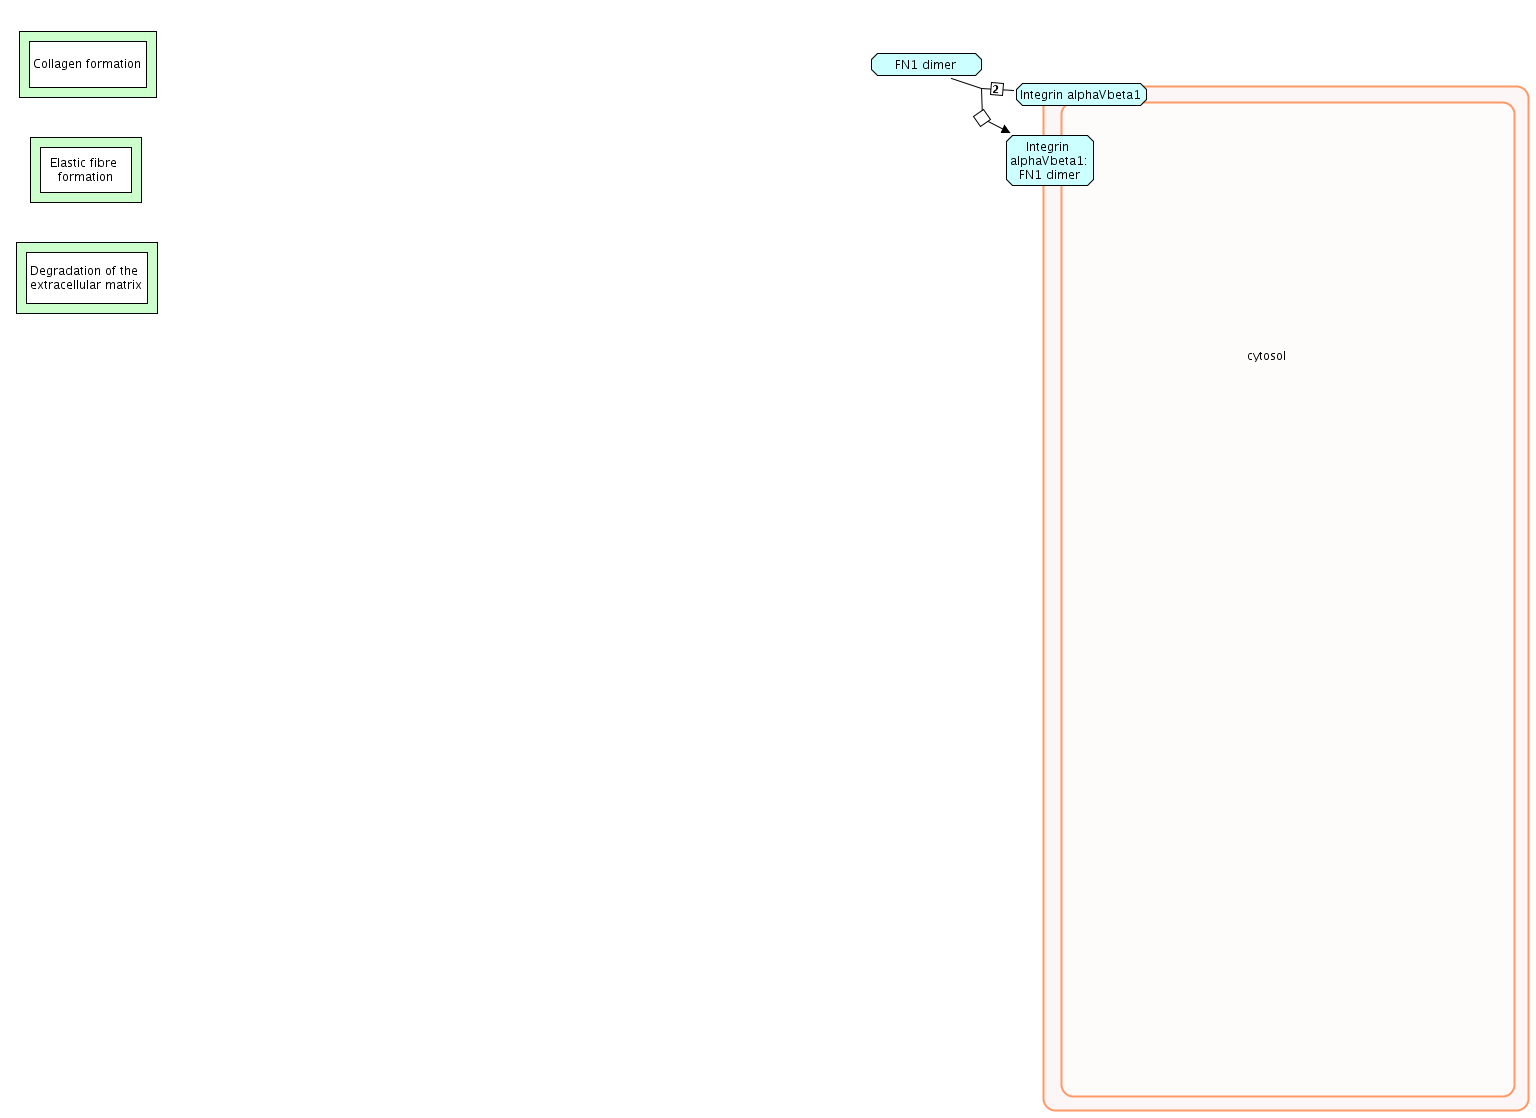 Collagen formation
Elastic fibre
formation
Degradation of the
extracellular matrix
FN1 dimer
2
Integrin alphaVbeta1
Integrin
alphaVbeta1:
FN1 dimer
cytosol